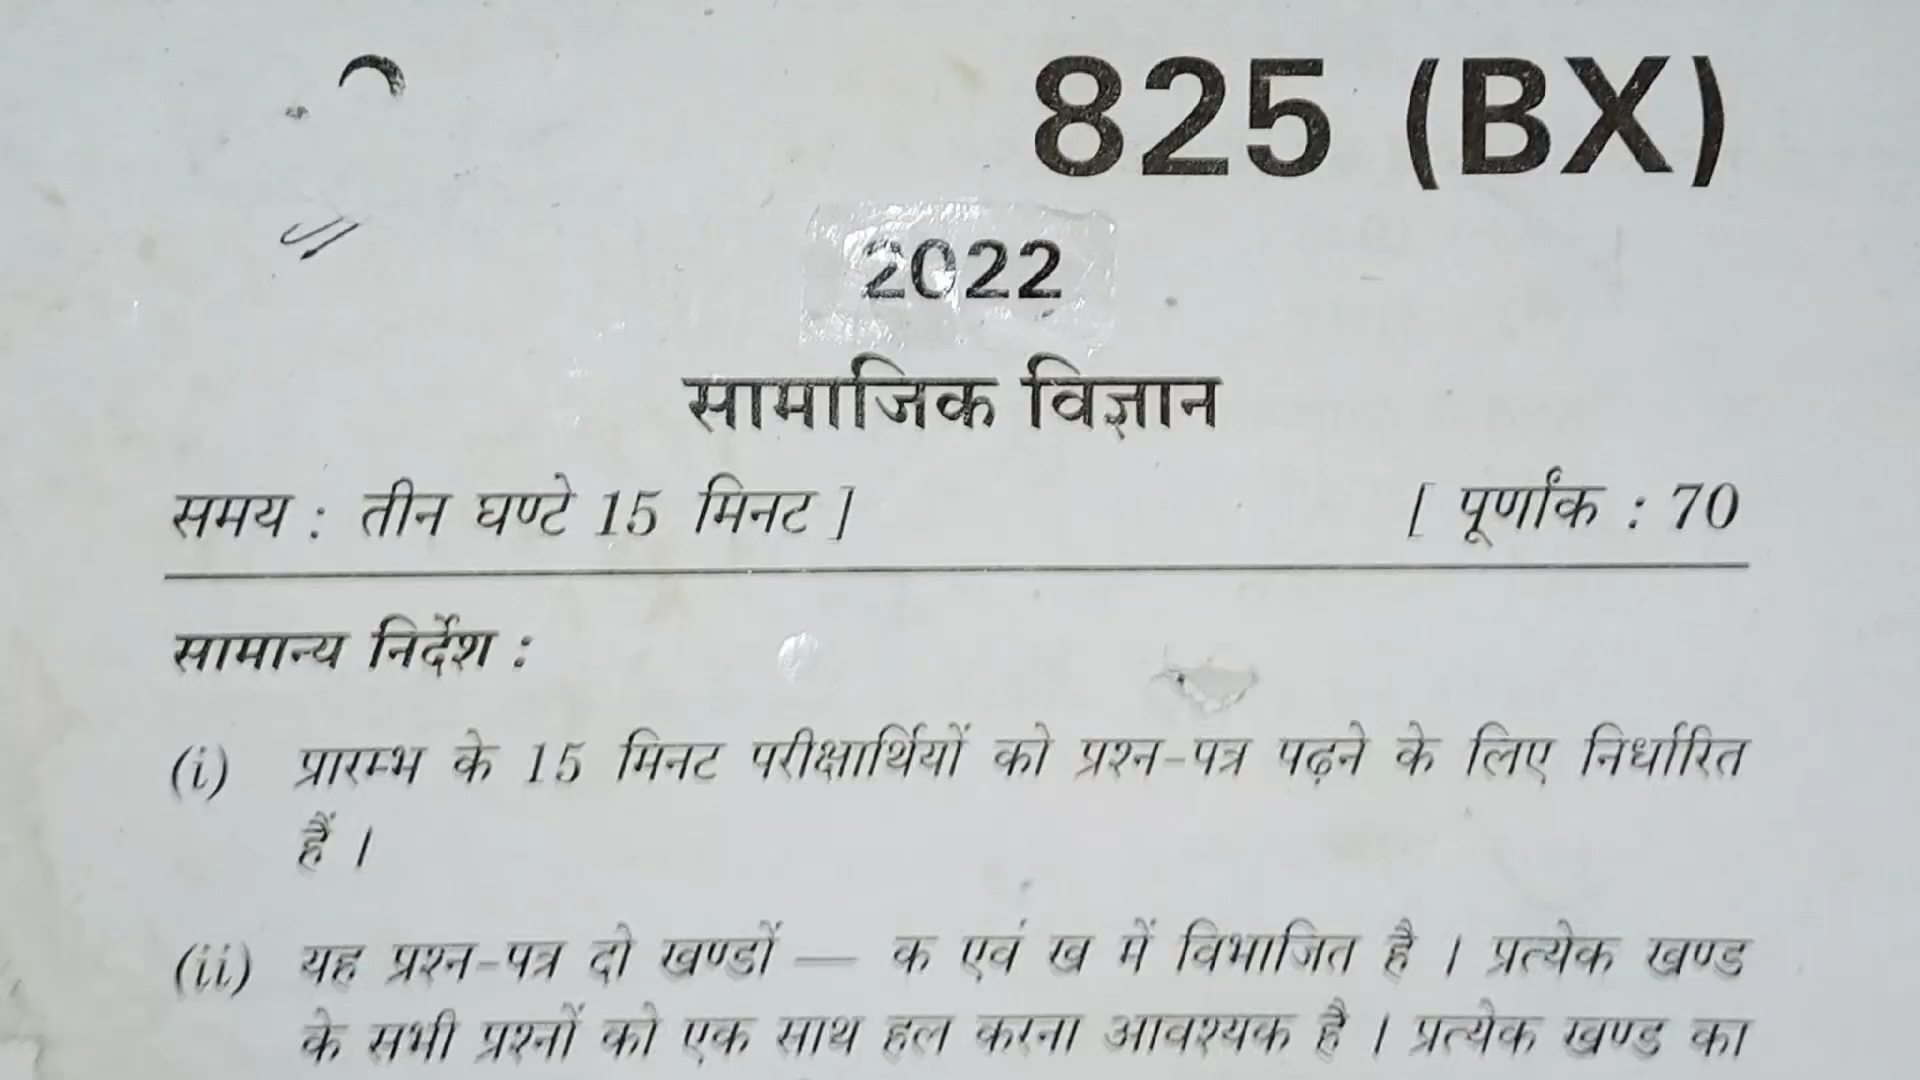 825 (BX)
2022
सामाजिक विज्ञान
समय : तीन घण्टे 15 मिनट ] [ पूर्णांक : 70
सामान्य निर्देश :
(i) प्रारम्भ के 15 मिनट परीक्षार्थियों को प्रश्न-पत्र पढ़ने के लिए निर्धारित
हैं ।
(ii) यह प्रश्न-पत्र दो खण्डों — क एवं ख में विभाजित है । प्रत्येक खण्ड
के सभी प्रश्नों को एक साथ हल करना आवश्यक है । प्रत्येक खण्ड का